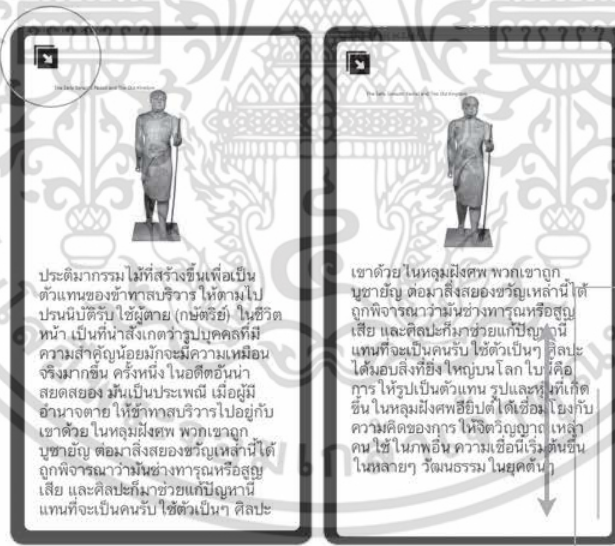 The Early Dynastic Period and The Old Kingdom
ประติมากรรมไม้ที่สร้างขึ้นเพื่อเป็น
ตัวแทนของข้าทาสบริวาร ให้ตามไป
ปรนนิบัติรับ ใช้ผู้ตาย (กษัตริย์) ในชีวิต
หน้า เป็นที่น่าสังเกตว่ารูปบุคคลที่มี
ความสำคัญน้อยมักจะมีความเหมือน
จริงมากขึ้น ครั้งหนึ่ง ในอดีตอันน่า
สยดสยอง มันเป็นประเพณี เมื่อผู้มี
อำนาจตาย ให้ข้าทาสบริวารไปอยู่กับ
เขาด้วย ในหลุมฝังศพ พวกเขาถูก
บูชายัญ ต่อมาสิ่งสยองขวัญเหล่านี้ได้
ถูกพิจารณาว่ามันช่างทารุณหรือสูญ
เสีย และศิลปะก็มาช่วยแก้ปัญหานี้
แทนที่จะเป็นคนรับ ใช้ตัวเป็นๆ ศิลปะ
The Early Dynastic Period and The Old Kingdom
เขาด้วย ในหลุมฝังศพ พวกเขาถูก
บูชายัญ ต่อมาสิ่งสยองขวัญเหล่านี้ได้
ถูกพิจารณาว่ามันช่างทารุณหรือสูญ
เสีย และศิลปะก็มาช่วยแก้ปัญหานี้
แทนที่จะเป็นคนรับ ใช้ตัวเป็นๆ ศิลปะ
ได้มอบสิ่งที่ยิ่งใหญ่บนโลก ใบนี้คือ
การ ให้รูปเป็นตัวแทน รูปและหุ่นที่เกิด
ขึ้น ในหลุมฝังศพอียิปต์ ได้เชื่อม โยงกับ
ความคิดของการ ให้จิตวิญญาณ เหล่า
คน ใช้ ในภพอื่น ความเชื่อนี้เริ่มต้นขึ้น
ในหลายๆ วัฒนธรรม ในยุคต้นๆ